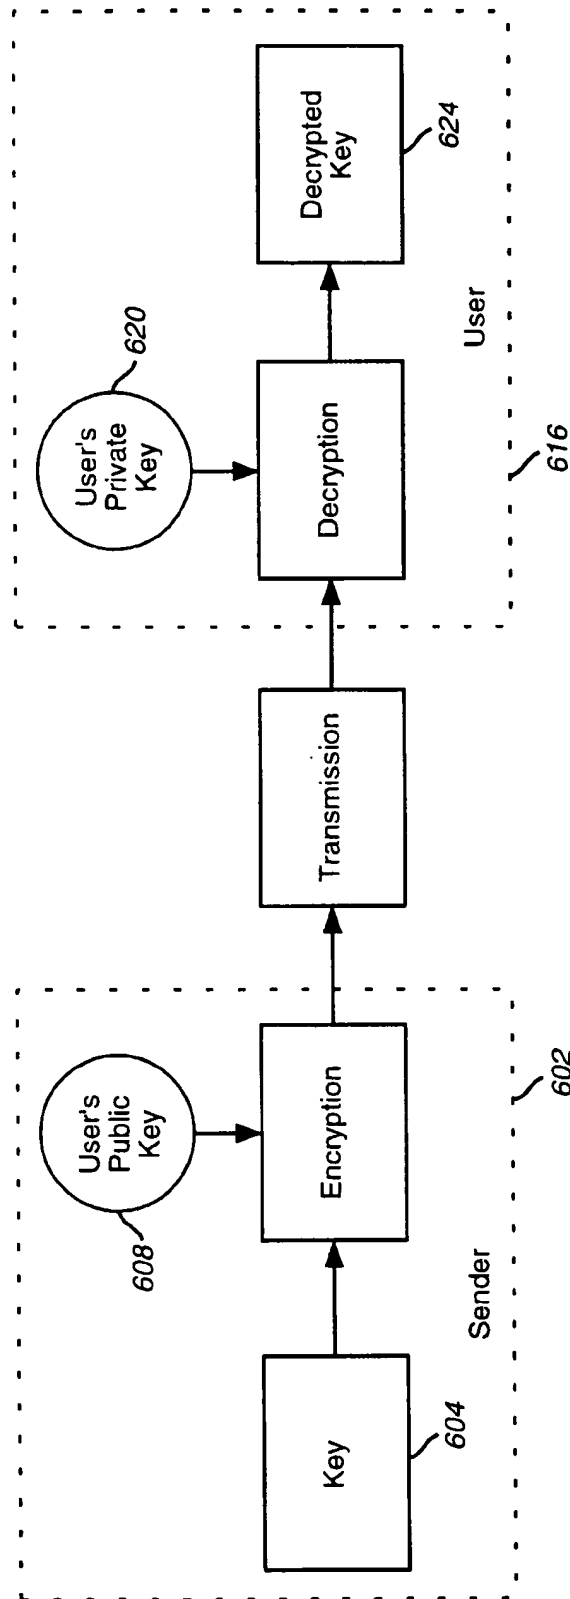 User's
Public
Key
608
Key
604
Encryption
Sender
602
Transmission
User's
Private
Key
620
Decryption
Decrypted
Key
624
User
616